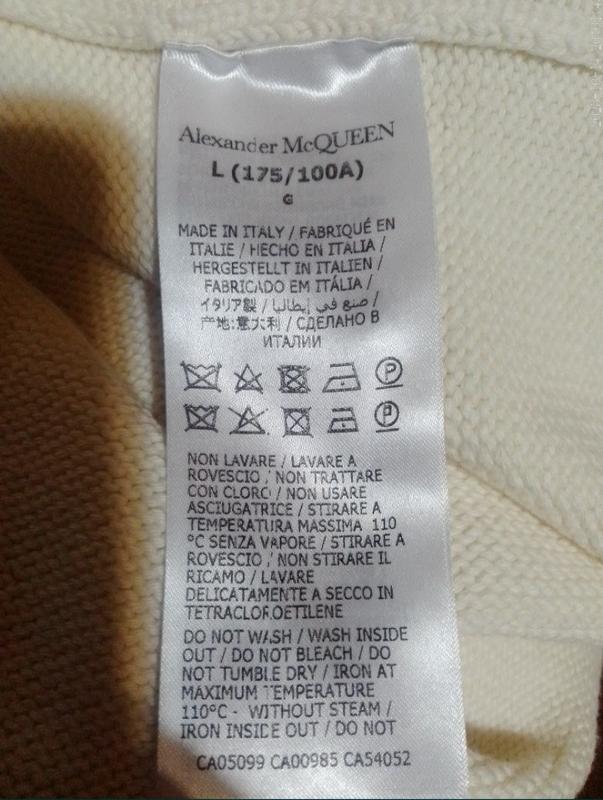 Alexander McQUEEN
L (175/100A)
G
MADE IN ITALY / FABRIQUÉ EN
ITALIE / HECHO EN ITALIA /
HERGESTELLT IN ITALIEN /
FABRICADO EM ITÁLIA /
イタリア製 / صنع في إيطاليا /
产地:意大利 / СДЕЛАНО В
ИТАЛИИ
P
P
NON LAVARE / LAVARE A
ROVESCIO / NON TRATTARE
CON CLORO / NON USARE
ASCIUGATRICE / STIRARE A
TEMPERATURA MASSIMA 110
°C SENZA VAPORE / STIRARE A
ROVESCIO / NON STIRARE IL
RICAMO / LAVARE
DELICATAMENTE A SECCO IN
TETRACLOROETILENE
DO NOT WASH / WASH INSIDE
OUT / DO NOT BLEACH / DO
NOT TUMBLE DRY / IRON AT
MAXIMUM TEMPERATURE
110°C - WITHOUT STEAM /
IRON INSIDE OUT / DO NOT
CA05099 CA00985 CA54052